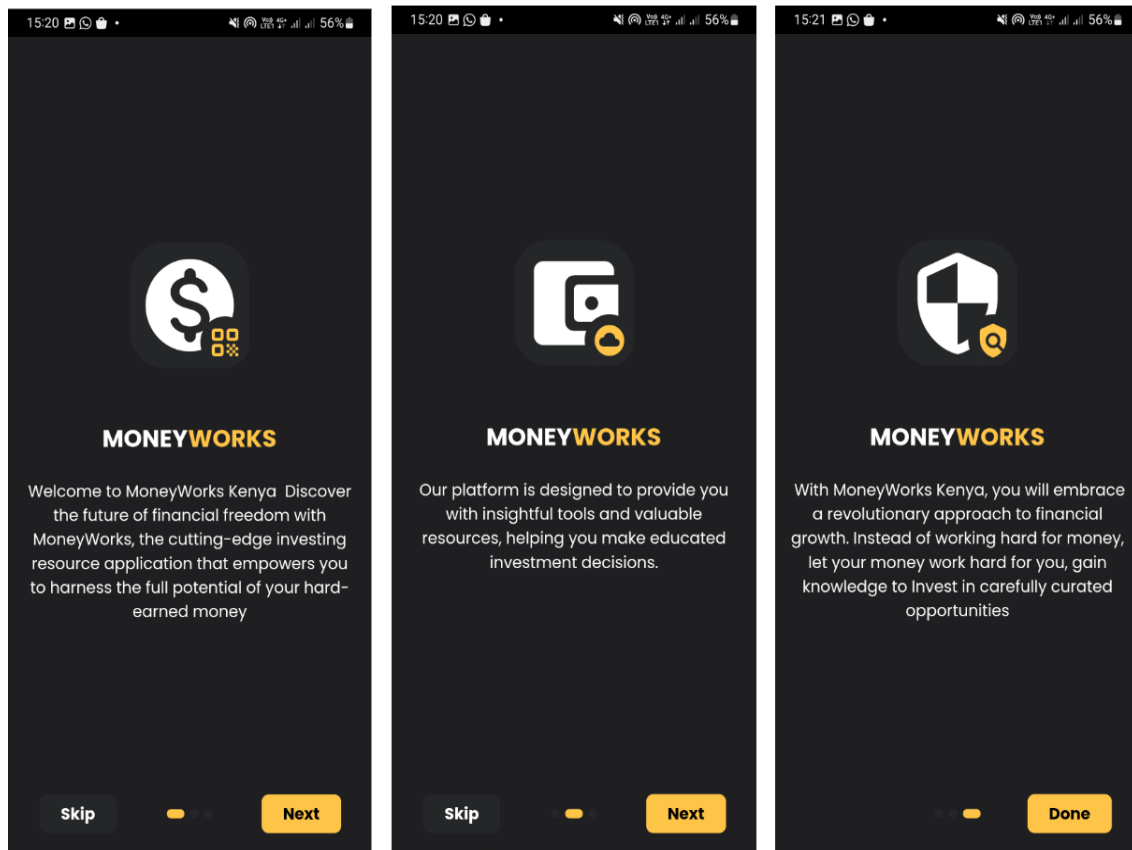 15:20
56%
MONEYWORKS
Welcome to MoneyWorks Kenya  Discover
the future of financial freedom with
MoneyWorks, the cutting-edge investing
resource application that empowers you
to harness the full potential of your hard-
earned money
Skip
Next
15:20
56%
MONEYWORKS
Our platform is designed to provide you
with insightful tools and valuable
resources, helping you make educated
investment decisions.
Skip
Next
15:21
56%
MONEYWORKS
With MoneyWorks Kenya, you will embrace
a revolutionary approach to financial
growth. Instead of working hard for money,
let your money work hard for you, gain
knowledge to Invest in carefully curated
opportunities
Done